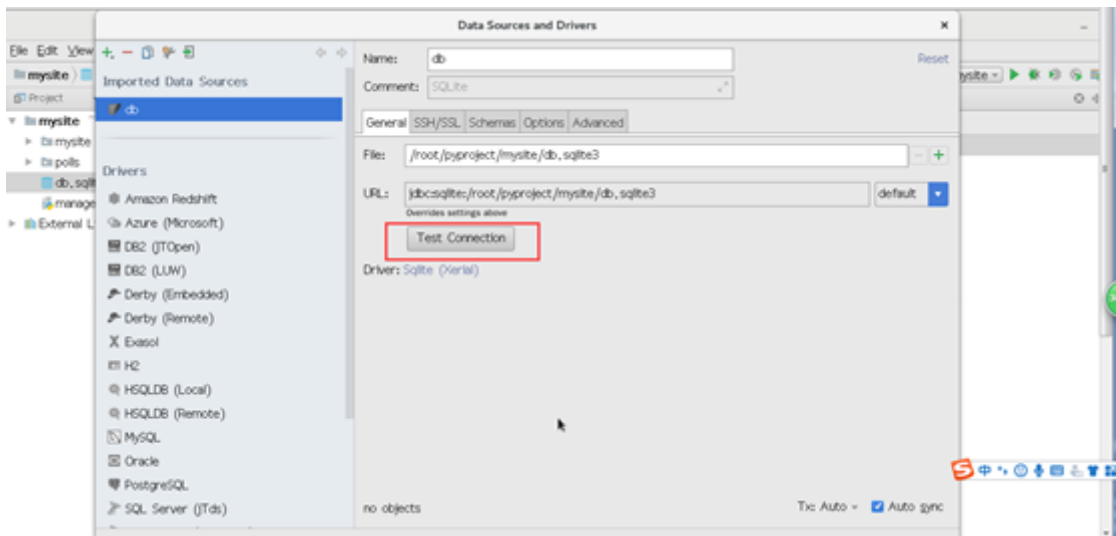 Data Sources and Drivers
File Edit View
mysite
Project
mysite
mysite
polls
db.sqlit
manage
External L
Imported Data Sources
db
Drivers
Amazon Redshift
Azure (Microsoft)
DB2 (JTOpen)
DB2 (LUW)
Derby (Embedded)
Derby (Remote)
Exasol
H2
HSQLDB (Local)
HSQLDB (Remote)
MySQL
Oracle
PostgreSQL
SQL Server (jTds)
Name: db Reset
Comment: SQLite
General SSH/SSL Schemas Options Advanced
File: /root/pyproject/mysite/db.sqlite3
URL: jdbc:sqlite:/root/pyproject/mysite/db.sqlite3 default
Overrides settings above
Test Connection
Driver: Sqlite (Xerial)
no objects Tx: Auto Auto sync
ysite
中